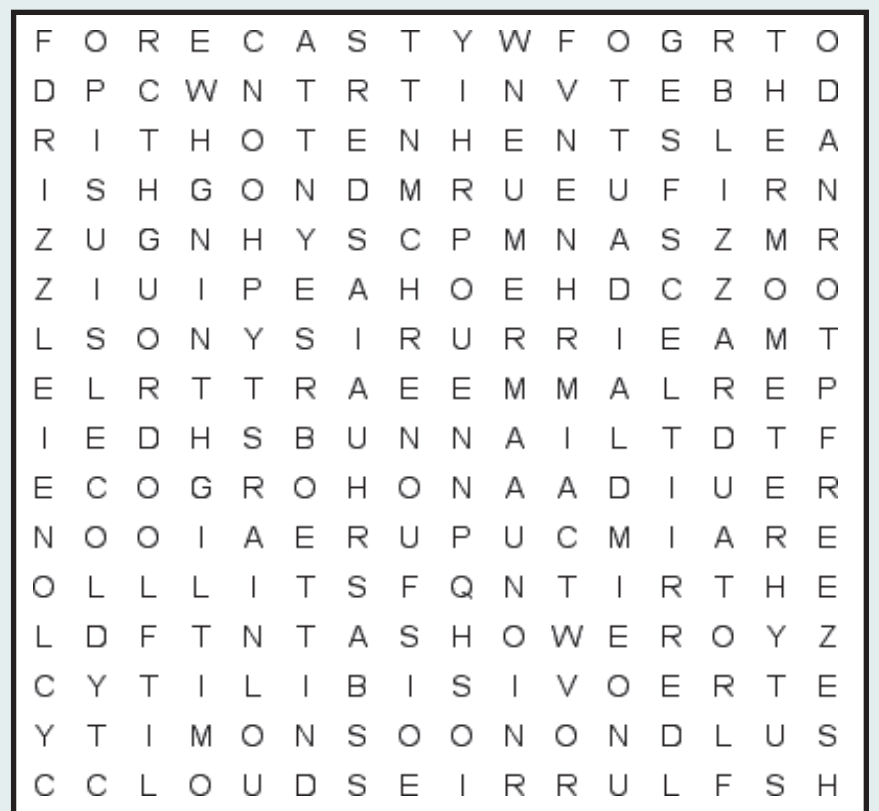 F O R E C A S T Y W F O G R T O
D P C W N T R T I N V T E B H D
R I T H O T E N H E N T S L E A
I S H G O N D M R U E U F I R N
Z U G N H Y S C P M N A S Z M R
Z I U I P E A H O E H D C Z O O
L S O N Y S I R U R R I E A M T
E L R T T R A E E M M A L R E P
I E D H S B U N N A I L T D T F
E C O G R O H O N A A D I U E R
N O O I A E R U P U C M I A R E
O L L L I T S F Q N T I R T H E
L D F T N T A S H O W E R O Y Z
C Y T I L I B I S I V O E R T E
Y T I M O N S O O N O N D L U S
C C L O U D S E I R R U L F S H